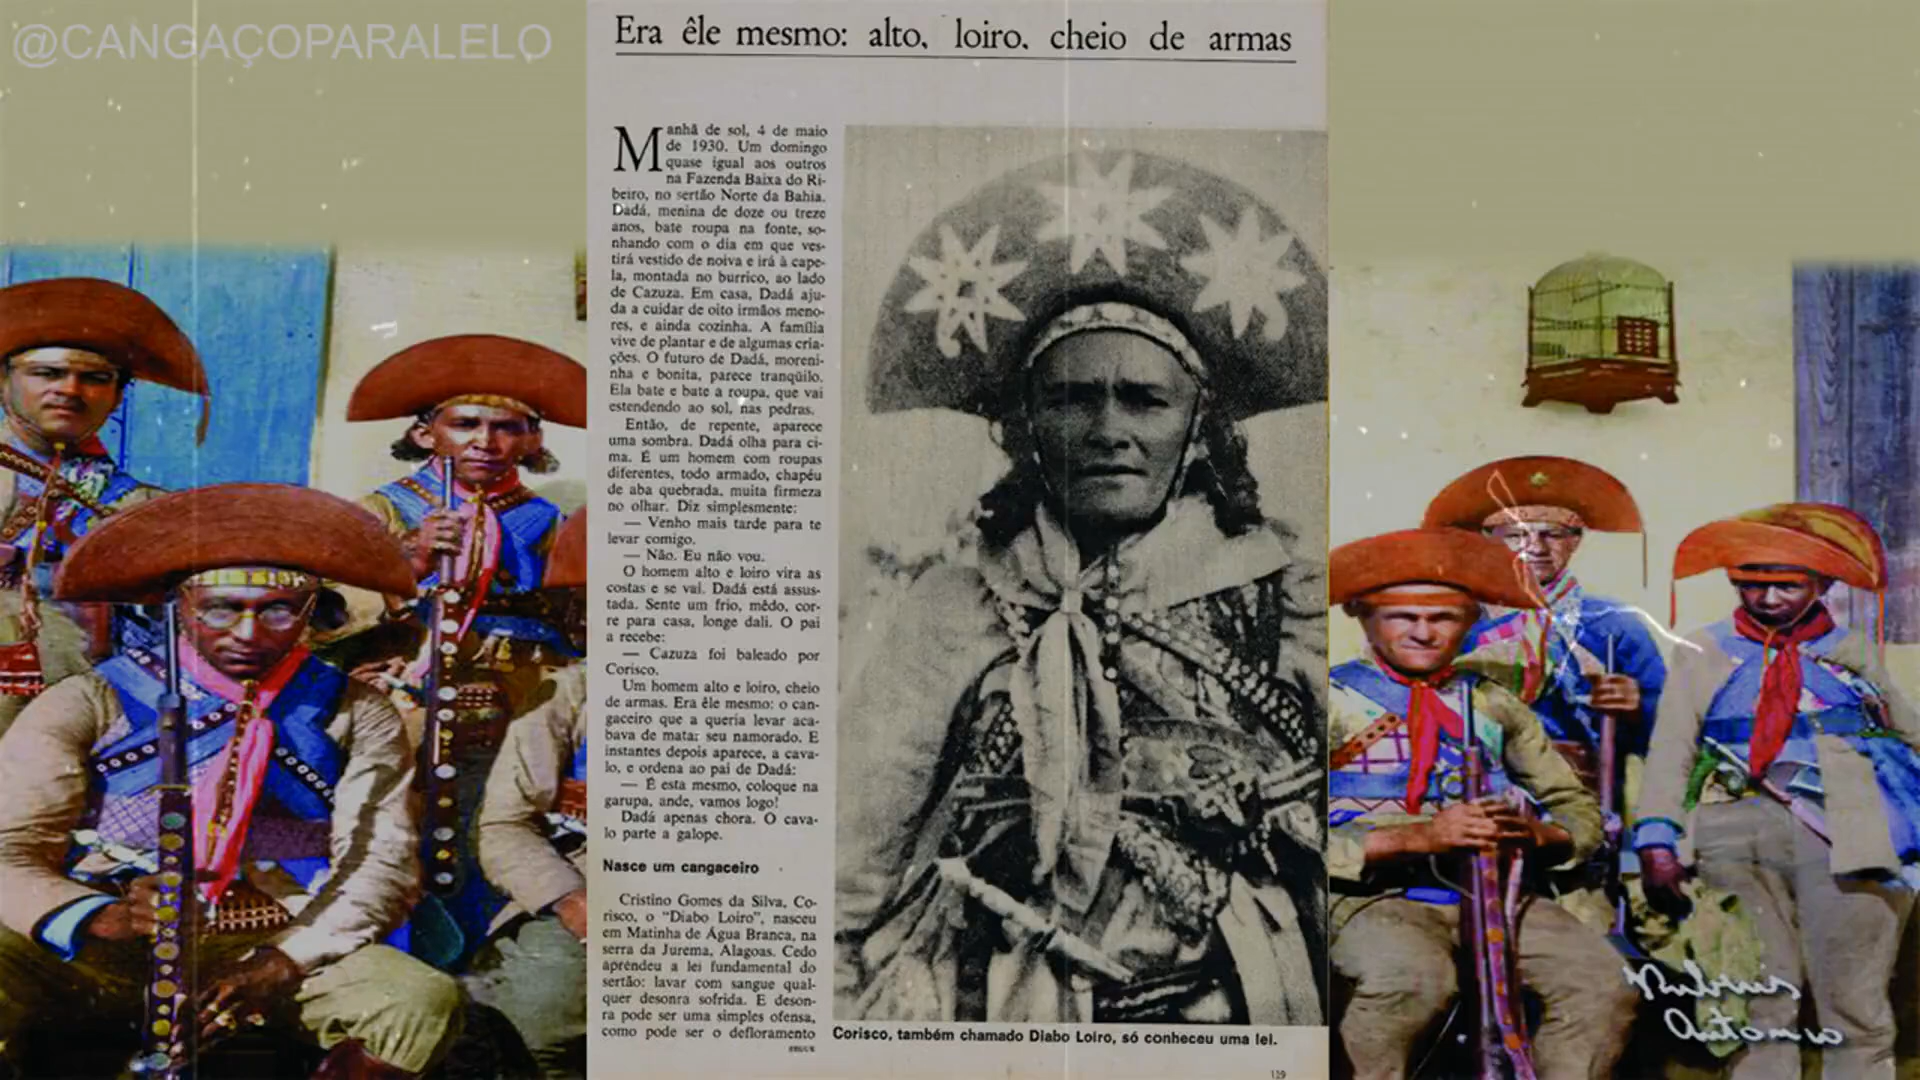 @CANGAÇOPARALELO
Era êle mesmo: alto, loiro, cheio de armas
Manhã de sol, 4 de maio
de 1930. Um domingo
quase igual aos outros
na Fazenda Baixa do Ri-
beiro, no sertão Norte da Bahia.
Dadá, menina de doze ou treze
anos, bate roupa na fonte, so-
nhando com o dia em que ves-
tirá vestido de noiva e irá à cape-
la, montada no burrico, ao lado
de Cazuza. Em casa, Dadá aju-
da a cuidar de oito irmãos meno-
res, e ainda cozinha. A família
vive de plantar e de algumas cria-
ções. O futuro de Dadá, moreni-
nha e bonita, parece tranqüilo.
Ela bate e bate a roupa, que vai
estendendo ao sol, nas pedras.
Então, de repente, aparece
uma sombra. Dadá olha para ci-
ma. É um homem com roupas
diferentes, todo armado, chapéu
de aba quebrada, muita firmeza
no olhar. Diz simplesmente:
— Venho mais tarde para te
levar comigo.
— Não. Eu não vou.
O homem alto e loiro vira as
costas e se vai. Dadá está assus-
tada. Sente um frio, mêdo, cor-
re para casa, longe dali. O pai
a recebe:
— Cazuza foi baleado por
Corisco.
Um homem alto e loiro, cheio
de armas. Era êle mesmo: o can-
gaceiro que a queria levar aca-
bava de matar seu namorado. E
instantes depois aparece, a cava-
lo, e ordena ao pai de Dadá:
— É esta mesmo, coloque na
garupa, ande, vamos logo!
Dadá apenas chora. O cava-
lo parte a galope.
Nasce um cangaceiro
Cristino Gomes da Silva, Co-
risco, o “Diabo Loiro”, nasceu
em Matinha de Água Branca, na
serra da Jurema, Alagoas. Cedo
aprendeu a lei fundamental do
sertão: lavar com sangue qual-
quer desonra sofrida. E deson-
ra pode ser uma simples ofensa,
como pode ser o defloramento
SEGUE
Corisco, também chamado Diabo Loiro, só conheceu uma lei.
139
Rubens
Antonio